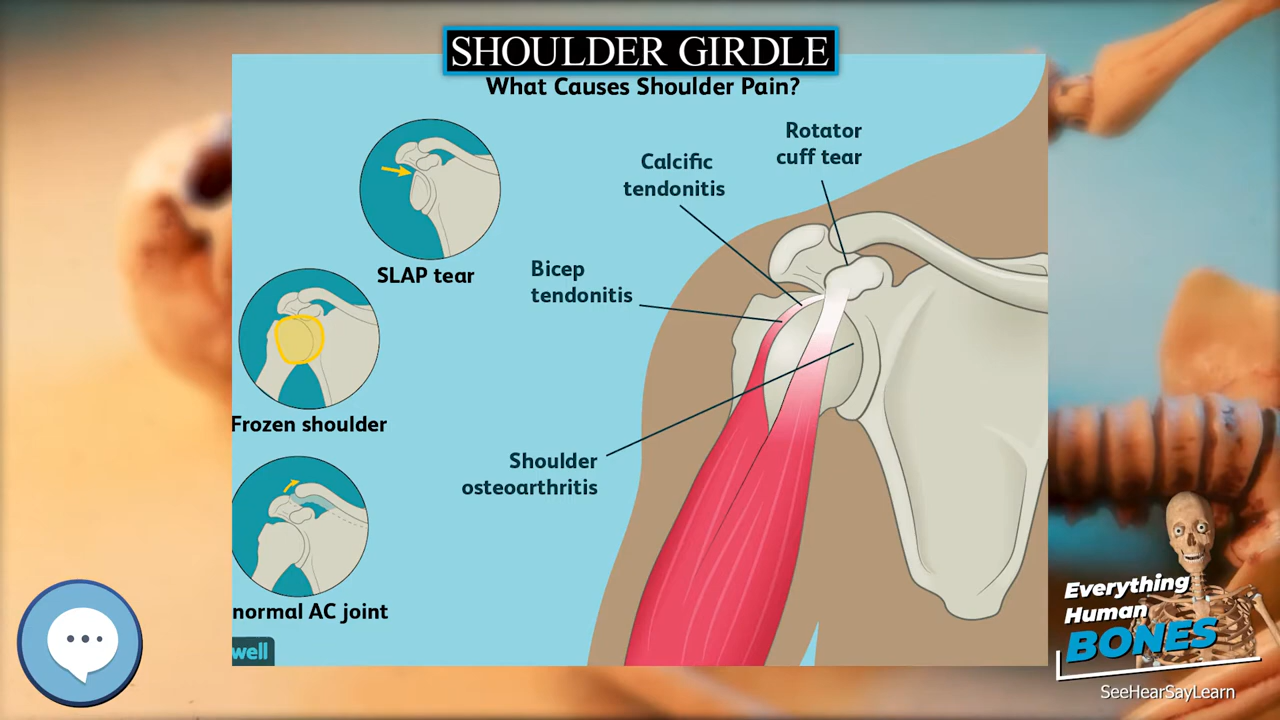 SHOULDER GIRDLE
What Causes Shoulder Pain?
Rotator
cuff tear
Calcific
tendonitis
Bicep
tendonitis
SLAP tear
Frozen shoulder
Shoulder
osteoarthritis
normal AC joint
well
Everything
Human
BONES
SeeHearSayLearn